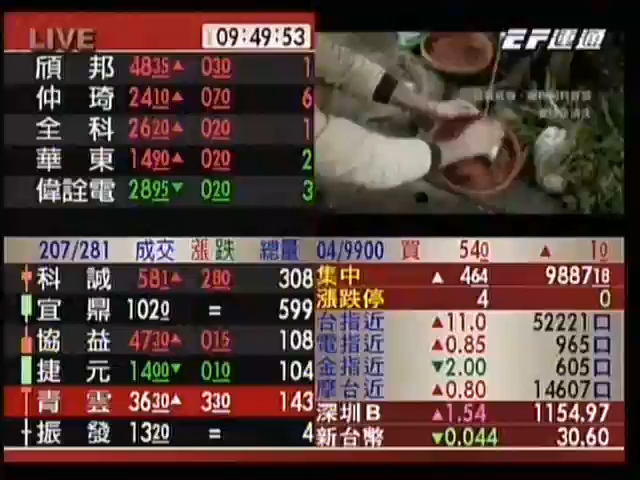 LIVE 09:49:53
頎邦 4835▲ 030 1
仲琦 2410▲ 070 6
全科 2620▲ 020 1
華東 1490▲ 020 2
偉詮電 2895▼ 020 3
EF 運通
207/281 成交 漲跌 總量
科誠 581▲ 280 308
宜鼎 1020 = 599
協益 4730▲ 015 108
捷元 1400▼ 010 104
青雲 3630▲ 330 143
振發 1320 = 4
04/9900 買 540 ▲ 10
集中 ▲ 464 988718
漲跌停 4 0
台指近 ▲11.0 52221口
電指近 ▲0.85 965口
金指近 ▼2.00 605口
摩台近 ▲0.80 14607口
深圳B ▲1.54 1154.97
新台幣 ▼0.044 30.60